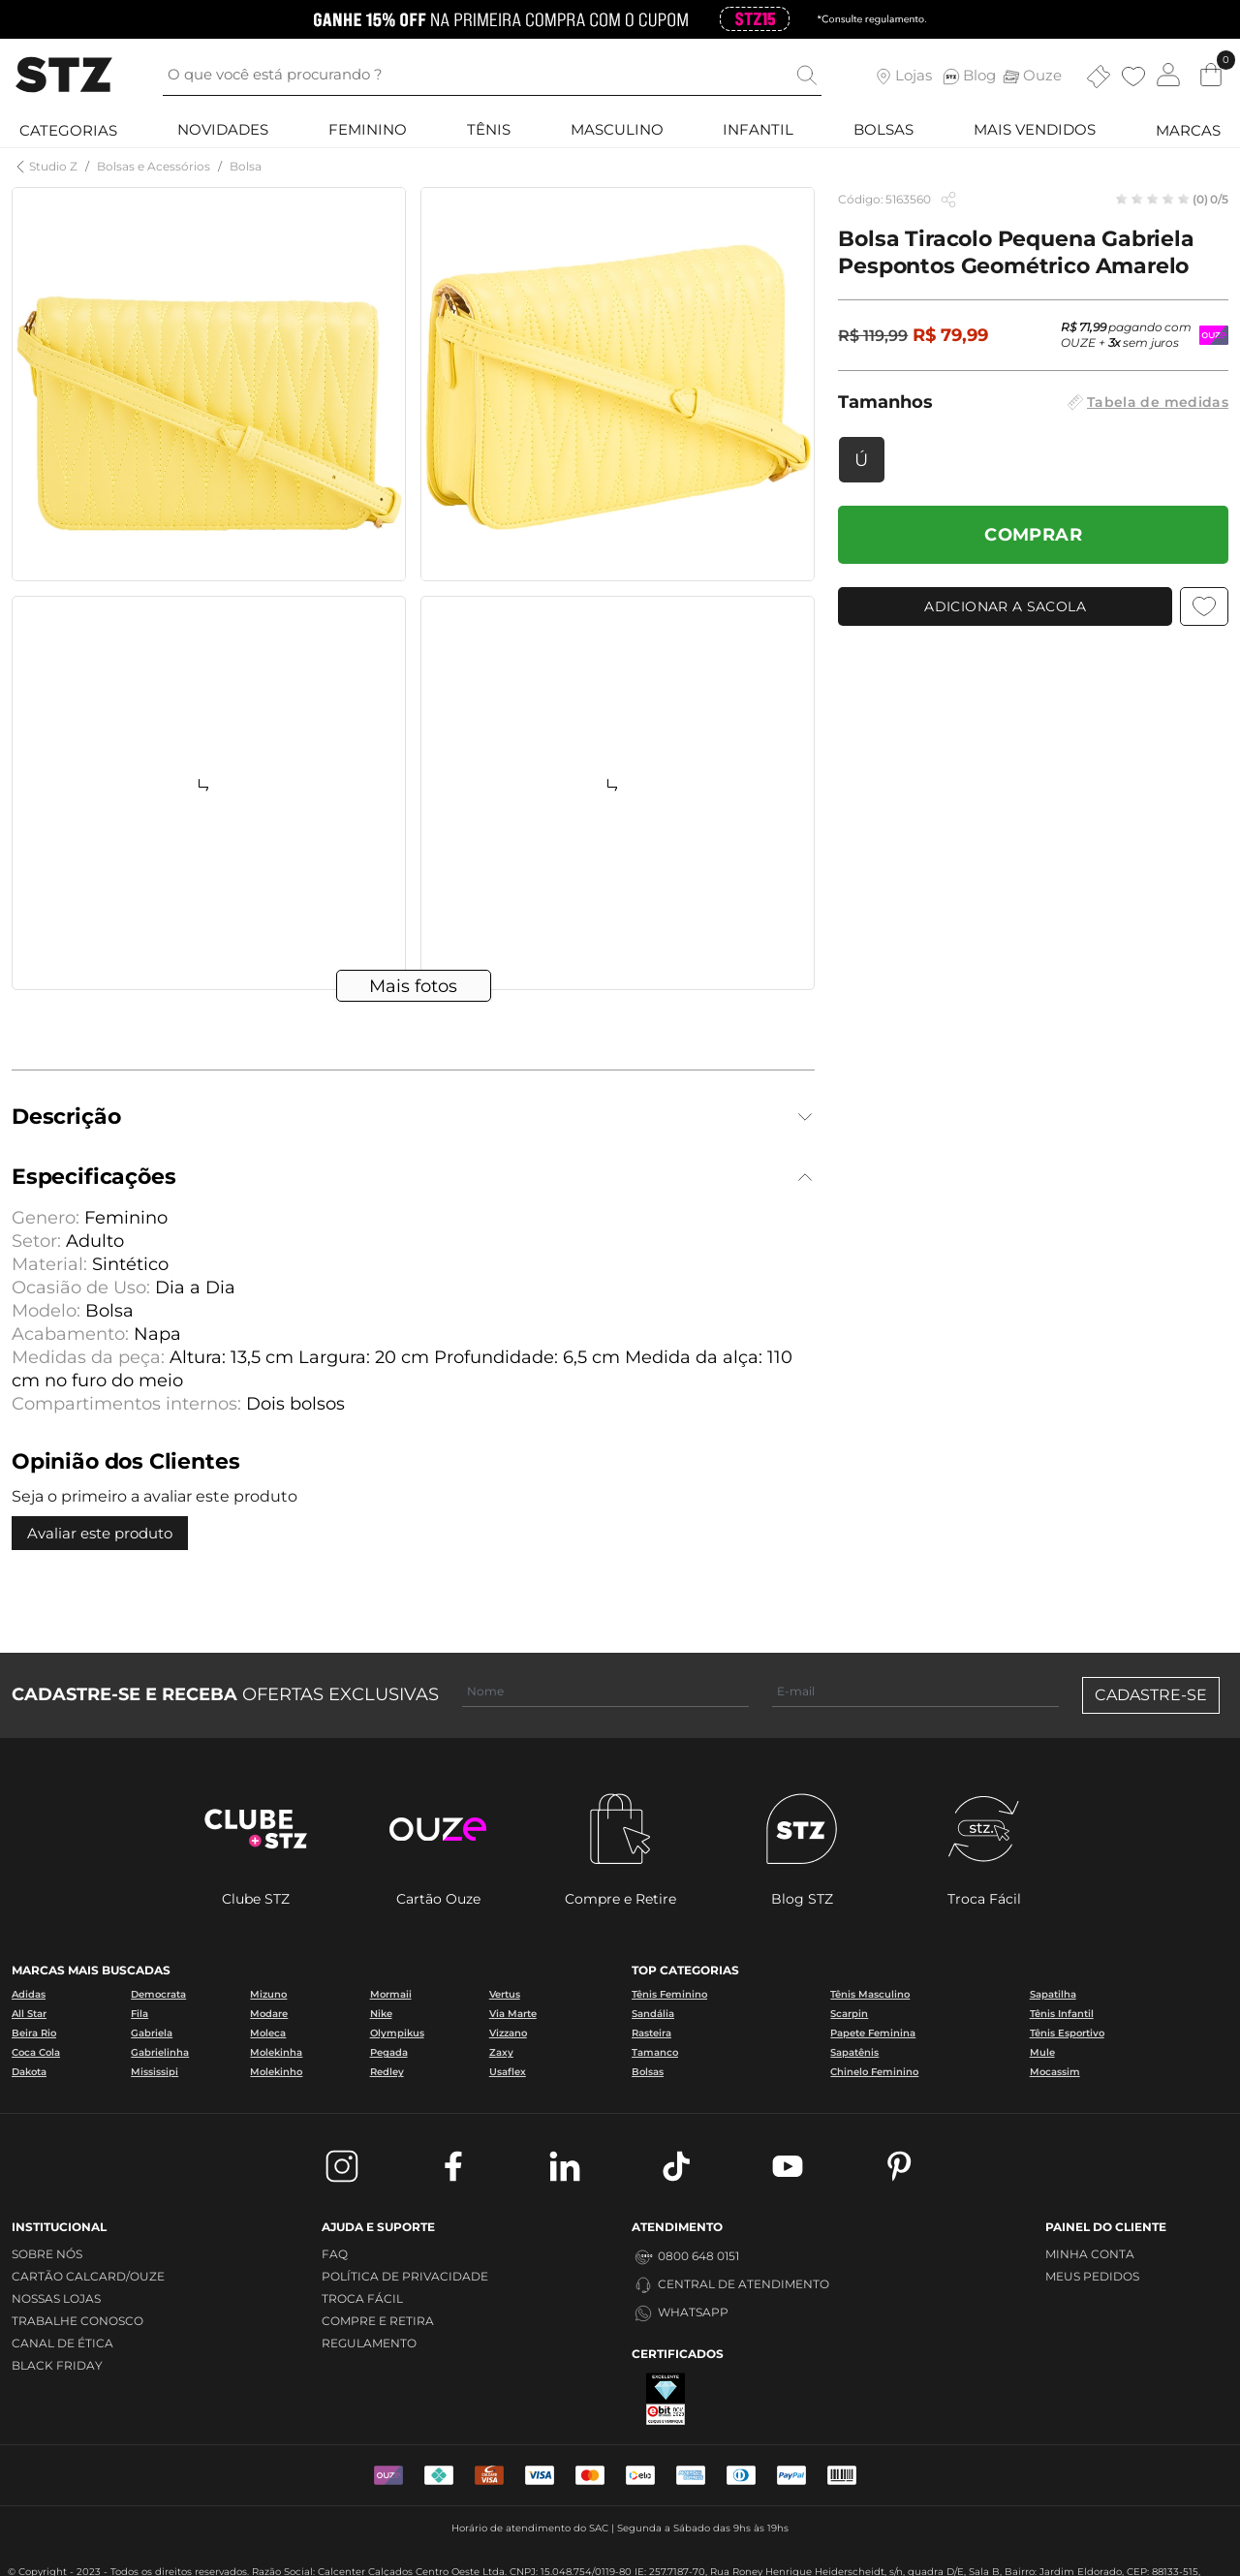 GANHE 15% OFF NA PRIMEIRA COMPRA COM O CUPOM STZ15 *Consulte regulamento.
STZ
O que você está procurando ?
Lojas STZ Blog Ouze
0
CATEGORIAS NOVIDADES FEMININO TÊNIS MASCULINO INFANTIL BOLSAS MAIS VENDIDOS MARCAS
Studio Z / Bolsas e Acessórios / Bolsa
Código: 5163560
(0) 0/5
Bolsa Tiracolo Pequena Gabriela
Pespontos Geométrico Amarelo
R$ 119,99 R$ 79,99
R$ 71,99 pagando com
OUZE + 3x sem juros
OUZ
Tamanhos
Tabela de medidas
Ú
COMPRAR
ADICIONAR A SACOLA
Mais fotos
Descrição
Especificações
Genero: Feminino
Setor: Adulto
Material: Sintético
Ocasião de Uso: Dia a Dia
Modelo: Bolsa
Acabamento: Napa
Medidas da peça: Altura: 13,5 cm Largura: 20 cm Profundidade: 6,5 cm Medida da alça: 110
cm no furo do meio
Compartimentos internos: Dois bolsos
Opinião dos Clientes
Seja o primeiro a avaliar este produto
Avaliar este produto
CADASTRE-SE E RECEBA OFERTAS EXCLUSIVAS
Nome
E-mail
CADASTRE-SE
CLUBE
+STZ
ouze
STZ
stz.
Clube STZ
Cartão Ouze
Compre e Retire
Blog STZ
Troca Fácil
MARCAS MAIS BUSCADAS
Adidas Democrata Mizuno Mormaii Vertus
All Star Fila Modare Nike Via Marte
Beira Rio Gabriela Moleca Olympikus Vizzano
Coca Cola Gabrielinha Molekinha Pegada Zaxy
Dakota Mississipi Molekinho Redley Usaflex
TOP CATEGORIAS
Tênis Feminino Tênis Masculino Sapatilha
Sandália Scarpin Tênis Infantil
Rasteira Papete Feminina Tênis Esportivo
Tamanco Sapatênis Mule
Bolsas Chinelo Feminino Mocassim
INSTITUCIONAL
SOBRE NÓS
CARTÃO CALCARD/OUZE
NOSSAS LOJAS
TRABALHE CONOSCO
CANAL DE ÉTICA
BLACK FRIDAY
AJUDA E SUPORTE
FAQ
POLÍTICA DE PRIVACIDADE
TROCA FÁCIL
COMPRE E RETIRA
REGULAMENTO
ATENDIMENTO
0800 648 0151
CENTRAL DE ATENDIMENTO
WHATSAPP
CERTIFICADOS
EXCELENTE
ebit
CLIQUE E VERIFIQUE
PAINEL DO CLIENTE
MINHA CONTA
MEUS PEDIDOS
OUZ VISA VISA elo PayPal
Horário de atendimento do SAC | Segunda a Sábado das 9hs às 19hs
© Copyright - 2023 - Todos os direitos reservados. Razão Social: Calcenter Calçados Centro Oeste Ltda. CNPJ: 15.048.754/0119-80 IE: 257.7187-70, Rua Roney Henrique Heiderscheidt, s/n, quadra D/E, Sala B, Bairro: Jardim Eldorado, CEP: 88133-515,